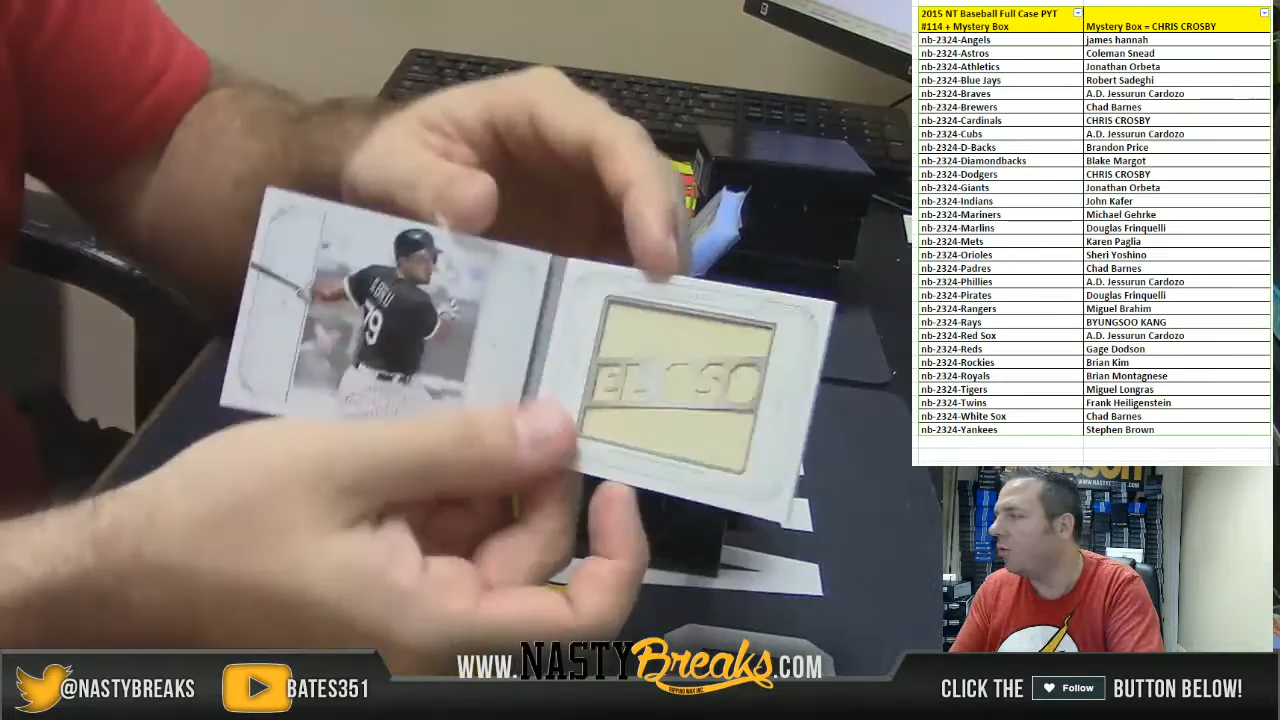 2015 NT Baseball Full Case PYT
#114 + Mystery Box Mystery Box = CHRIS CROSBY
nb-2324-Angels james hannah
nb-2324-Astros Coleman Snead
nb-2324-Athletics Jonathan Orbeta
nb-2324-Blue Jays Robert Sadeghi
nb-2324-Braves A.D. Jessurun Cardozo
nb-2324-Brewers Chad Barnes
nb-2324-Cardinals CHRIS CROSBY
nb-2324-Cubs A.D. Jessurun Cardozo
nb-2324-D-Backs Brandon Price
nb-2324-Diamondbacks Blake Margot
nb-2324-Dodgers CHRIS CROSBY
nb-2324-Giants Jonathan Orbeta
nb-2324-Indians John Kafer
nb-2324-Mariners Michael Gehrke
nb-2324-Marlins Douglas Frinquelli
nb-2324-Mets Karen Paglia
nb-2324-Orioles Sheri Yoshino
nb-2324-Padres Chad Barnes
nb-2324-Phillies A.D. Jessurun Cardozo
nb-2324-Pirates Douglas Frinquelli
nb-2324-Rangers Miguel Brahim
nb-2324-Rays BYUNGSOO KANG
nb-2324-Red Sox A.D. Jessurun Cardozo
nb-2324-Reds Gage Dodson
nb-2324-Rockies Brian Kim
nb-2324-Royals Brian Montagnese
nb-2324-Tigers Miguel Longras
nb-2324-Twins Frank Heiligenstein
nb-2324-White Sox Chad Barnes
nb-2324-Yankees Stephen Brown
ABREU
79
WWW.NASTYBreaks.COM
RIPPING WAX INC
@NASTYBREAKS
BATES351
CLICK THE Follow BUTTON BELOW!